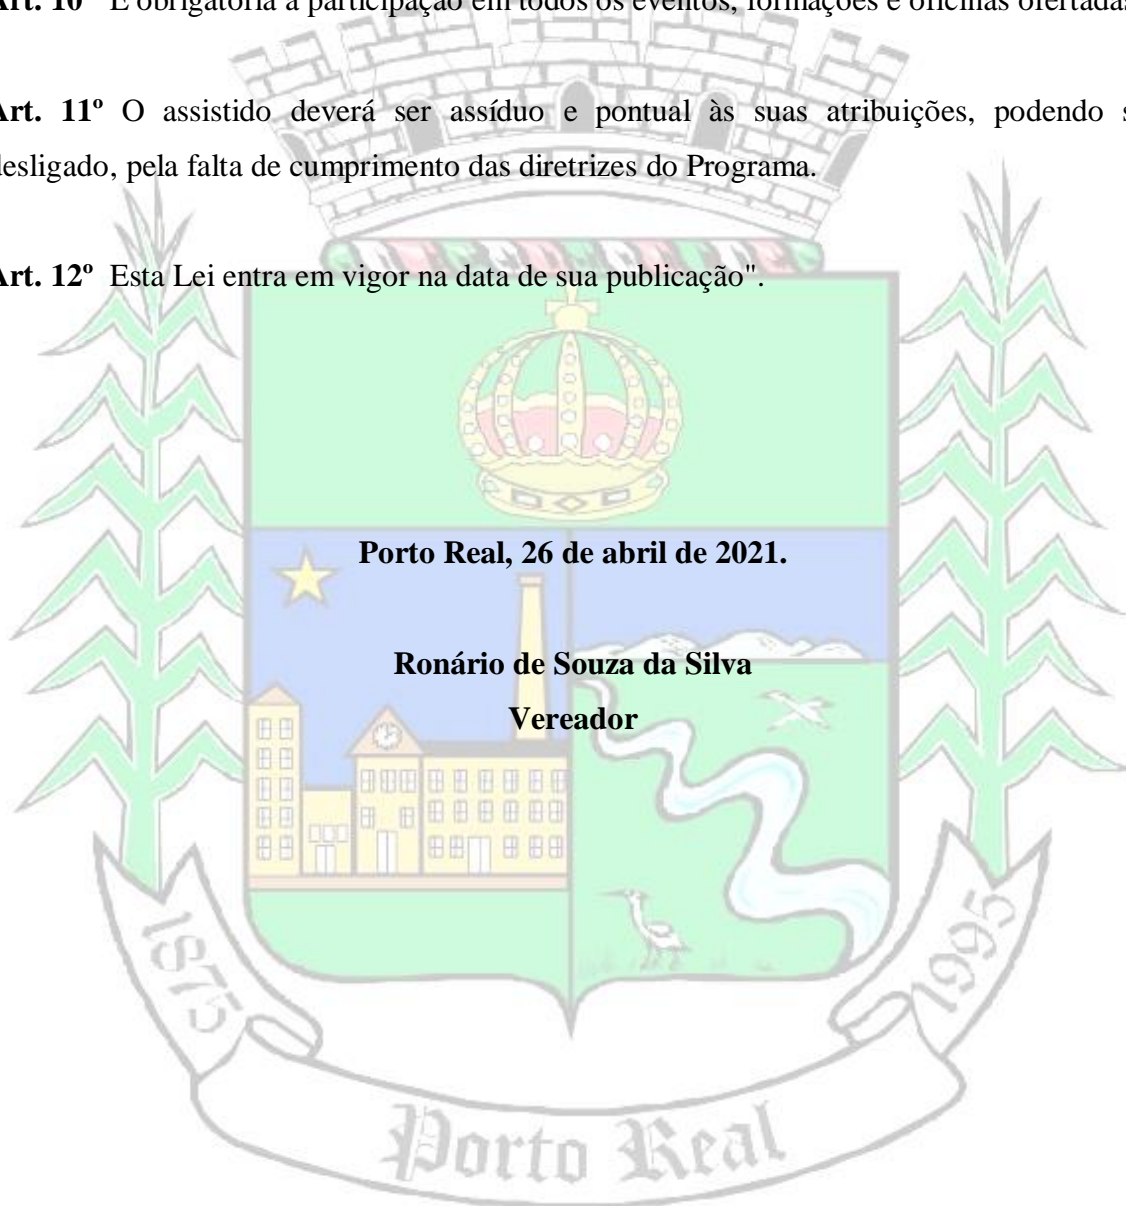 Art. 10º É obrigatória a participação em todos os eventos, formações e oficinas ofertadas
Art. 11º O assistido deverá ser assíduo e pontual às suas atribuições, podendo
desligado, pela falta de cumprimento das diretrizes do Programa.
Art. 12º Esta Lei entra em vigor na data de sua publicação".
Porto Real, 26 de abril de 2021.
Ronário de Souza da Silva
Vereador
1875
1995
Porto Real